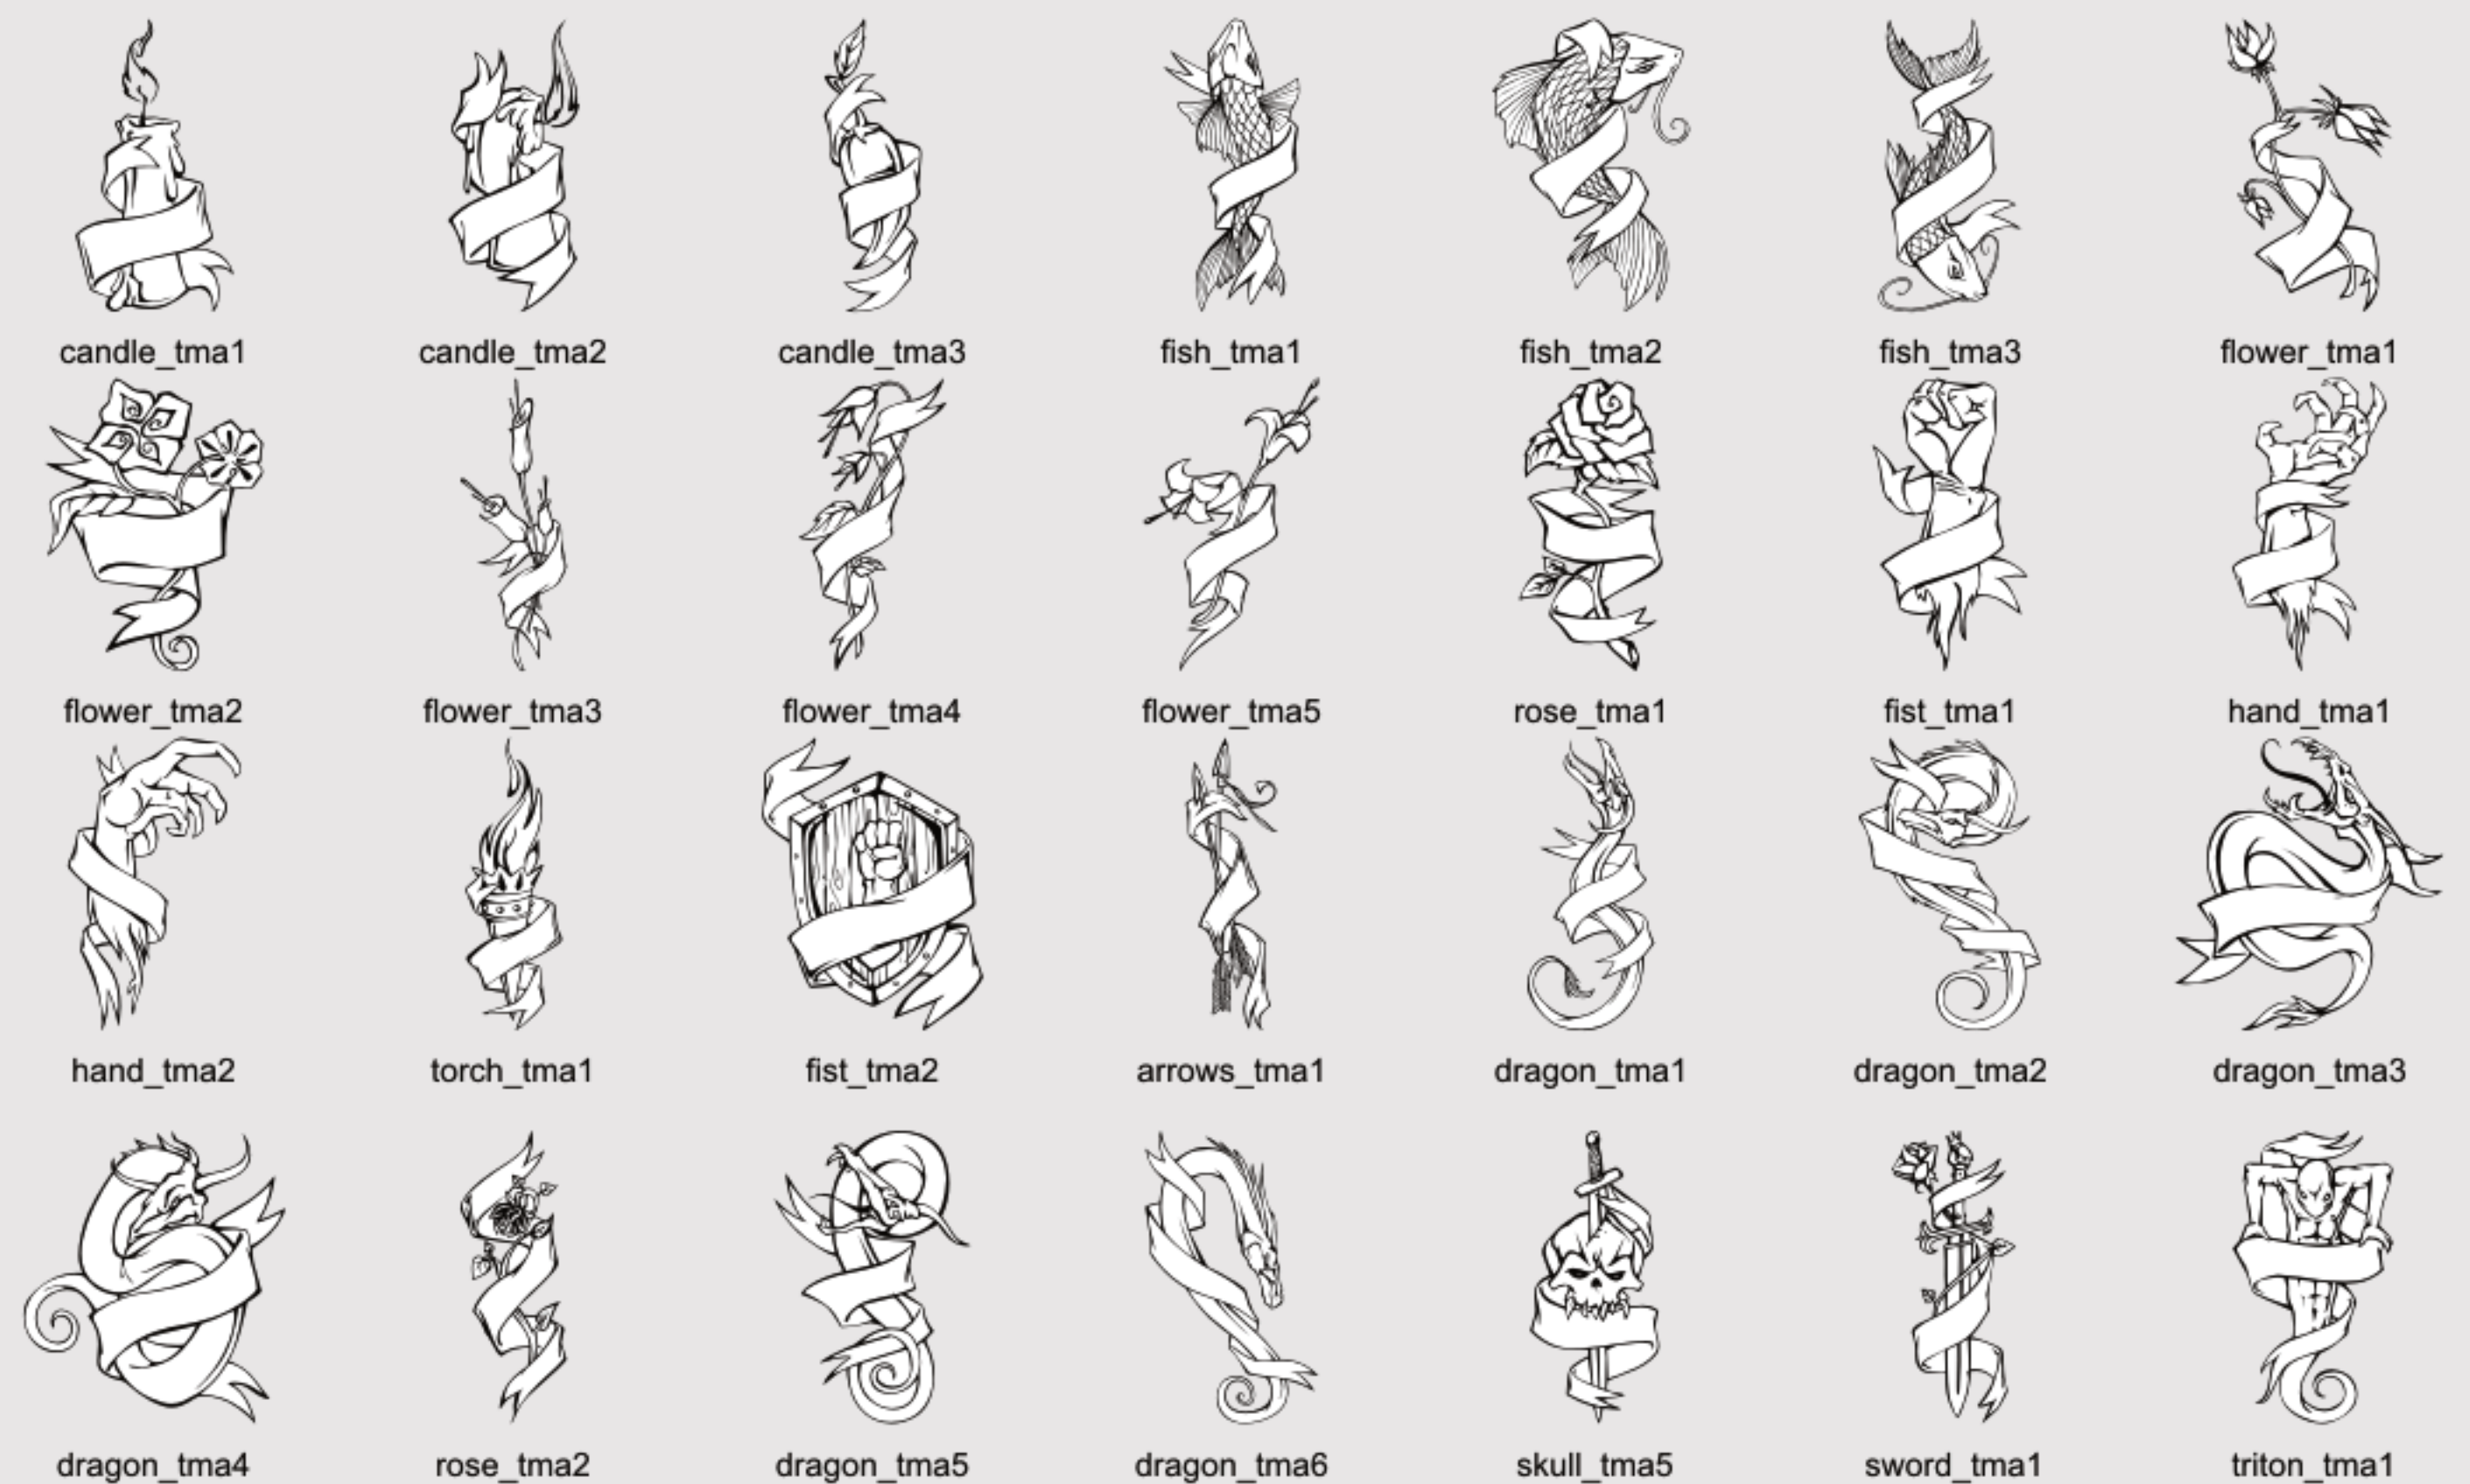 candle_tma1 candle_tma2 candle_tma3 fish_tma1 fish_tma2 fish_tma3 flower_tma1
flower_tma2 flower_tma3 flower_tma4 flower_tma5 rose_tma1 fist_tma1 hand_tma1
hand_tma2 torch_tma1 fist_tma2 arrows_tma1 dragon_tma1 dragon_tma2 dragon_tma3
dragon_tma4 rose_tma2 dragon_tma5 dragon_tma6 skull_tma5 sword_tma1 triton_tma1